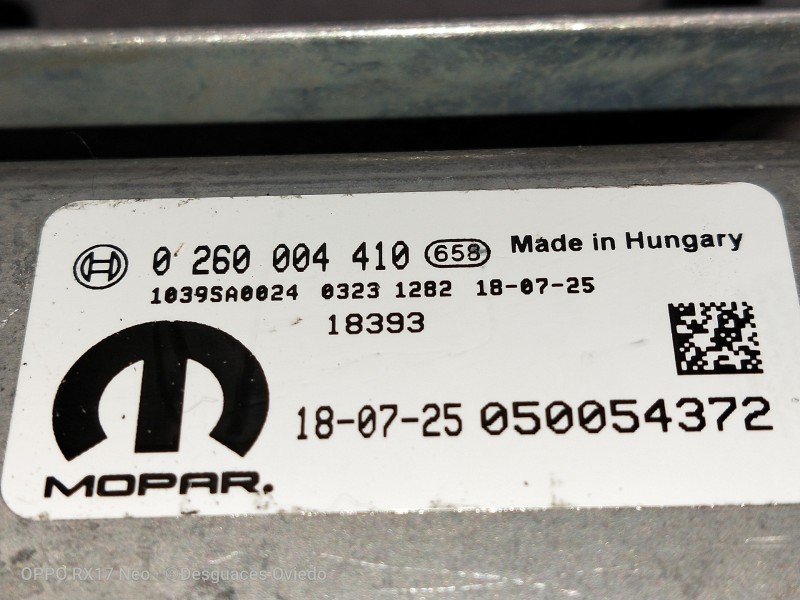 0 260 004 410 658 Made in Hungary
1039SA0024 0323 1282 18-07-25
18393
18-07-25 050054372
MOPAR.
OPPO RX17 Neo Desguaces Oviedo